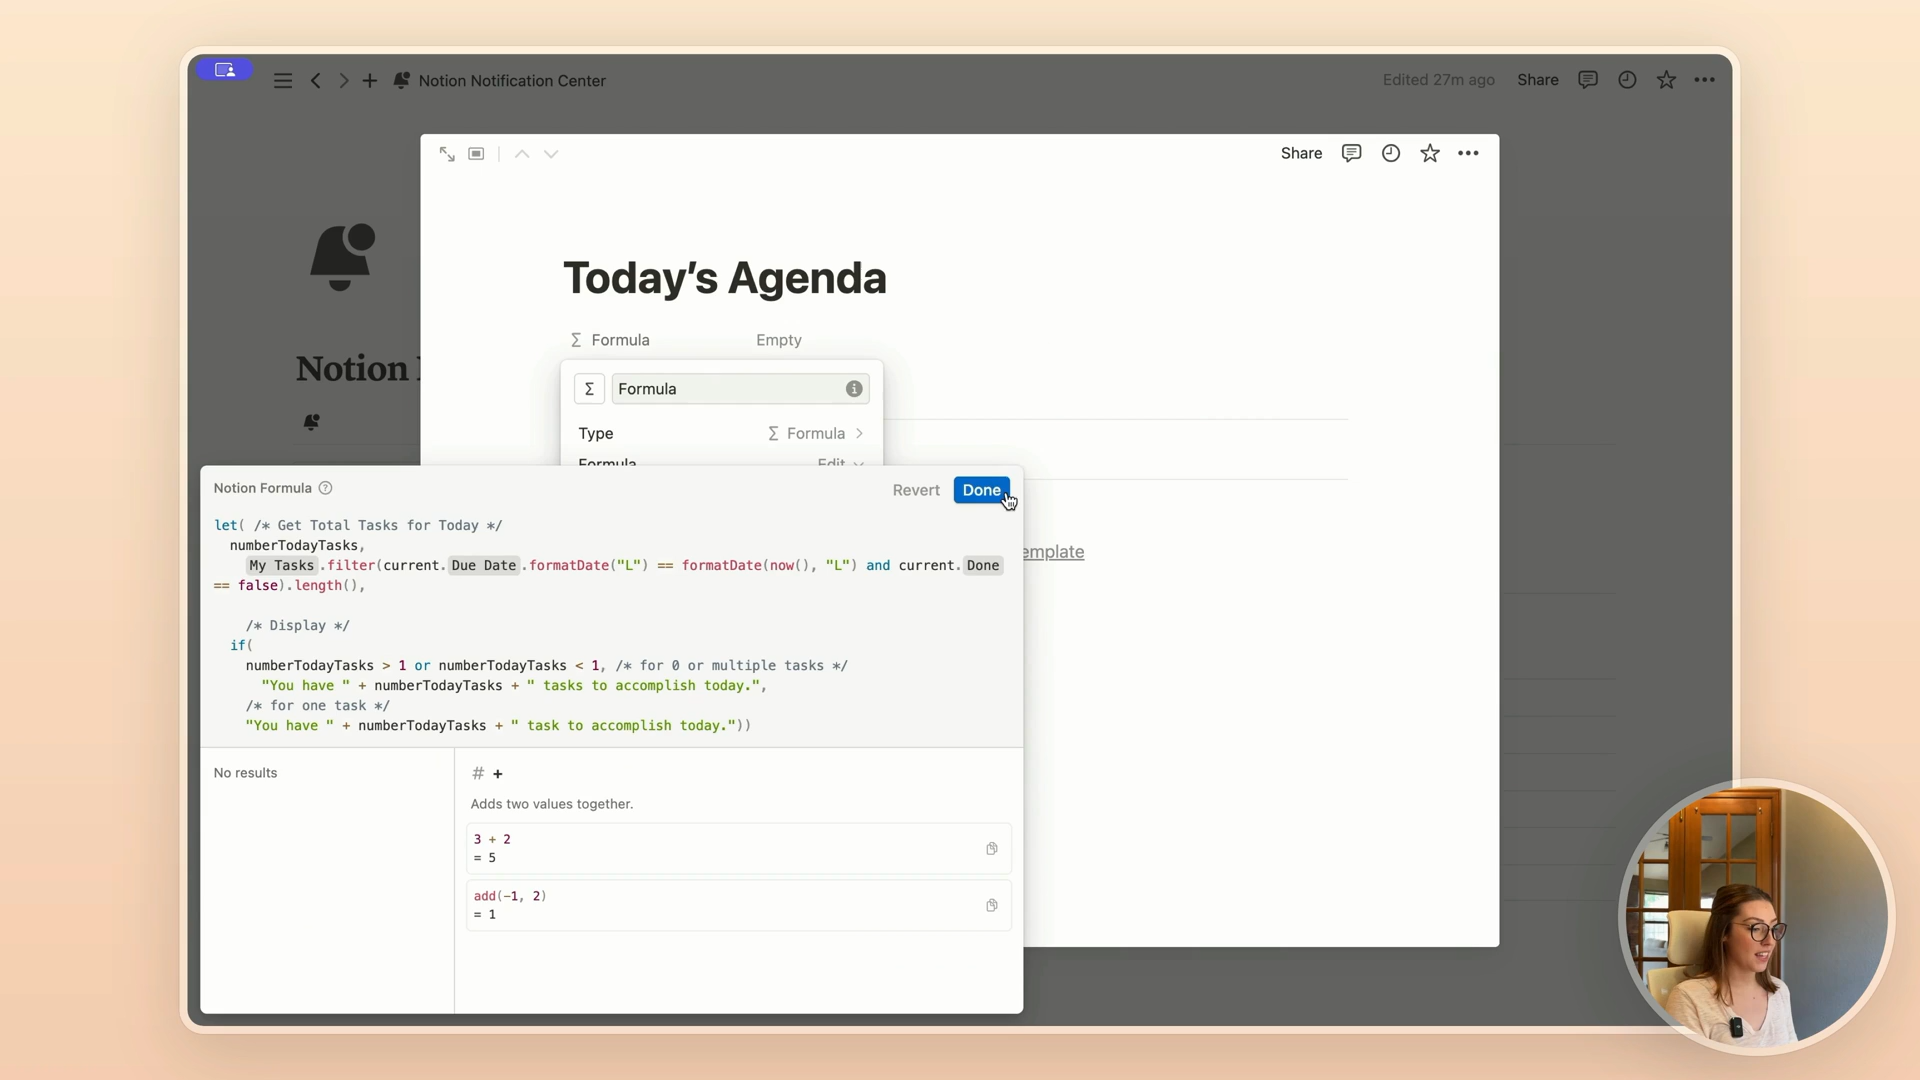 Notion Notification Center
Edited 27m ago
Share
Share
Today's Agenda
Formula
Empty
Notion
Formula
Type
Formula
Formula
Edit
Notion Formula
Revert
Done
let( /* Get Total Tasks for Today */
numberTodayTasks,
My Tasks.filter(current.Due Date.formatDate("L") == formatDate(now(), "L") and current.Done
== false).length(),
/* Display */
if(
numberTodayTasks > 1 or numberTodayTasks < 1, /* for 0 or multiple tasks */
"You have " + numberTodayTasks + " tasks to accomplish today.",
/* for one task */
"You have " + numberTodayTasks + " task to accomplish today."))
emplate
No results
# +
Adds two values together.
3 + 2
= 5
add(-1, 2)
= 1